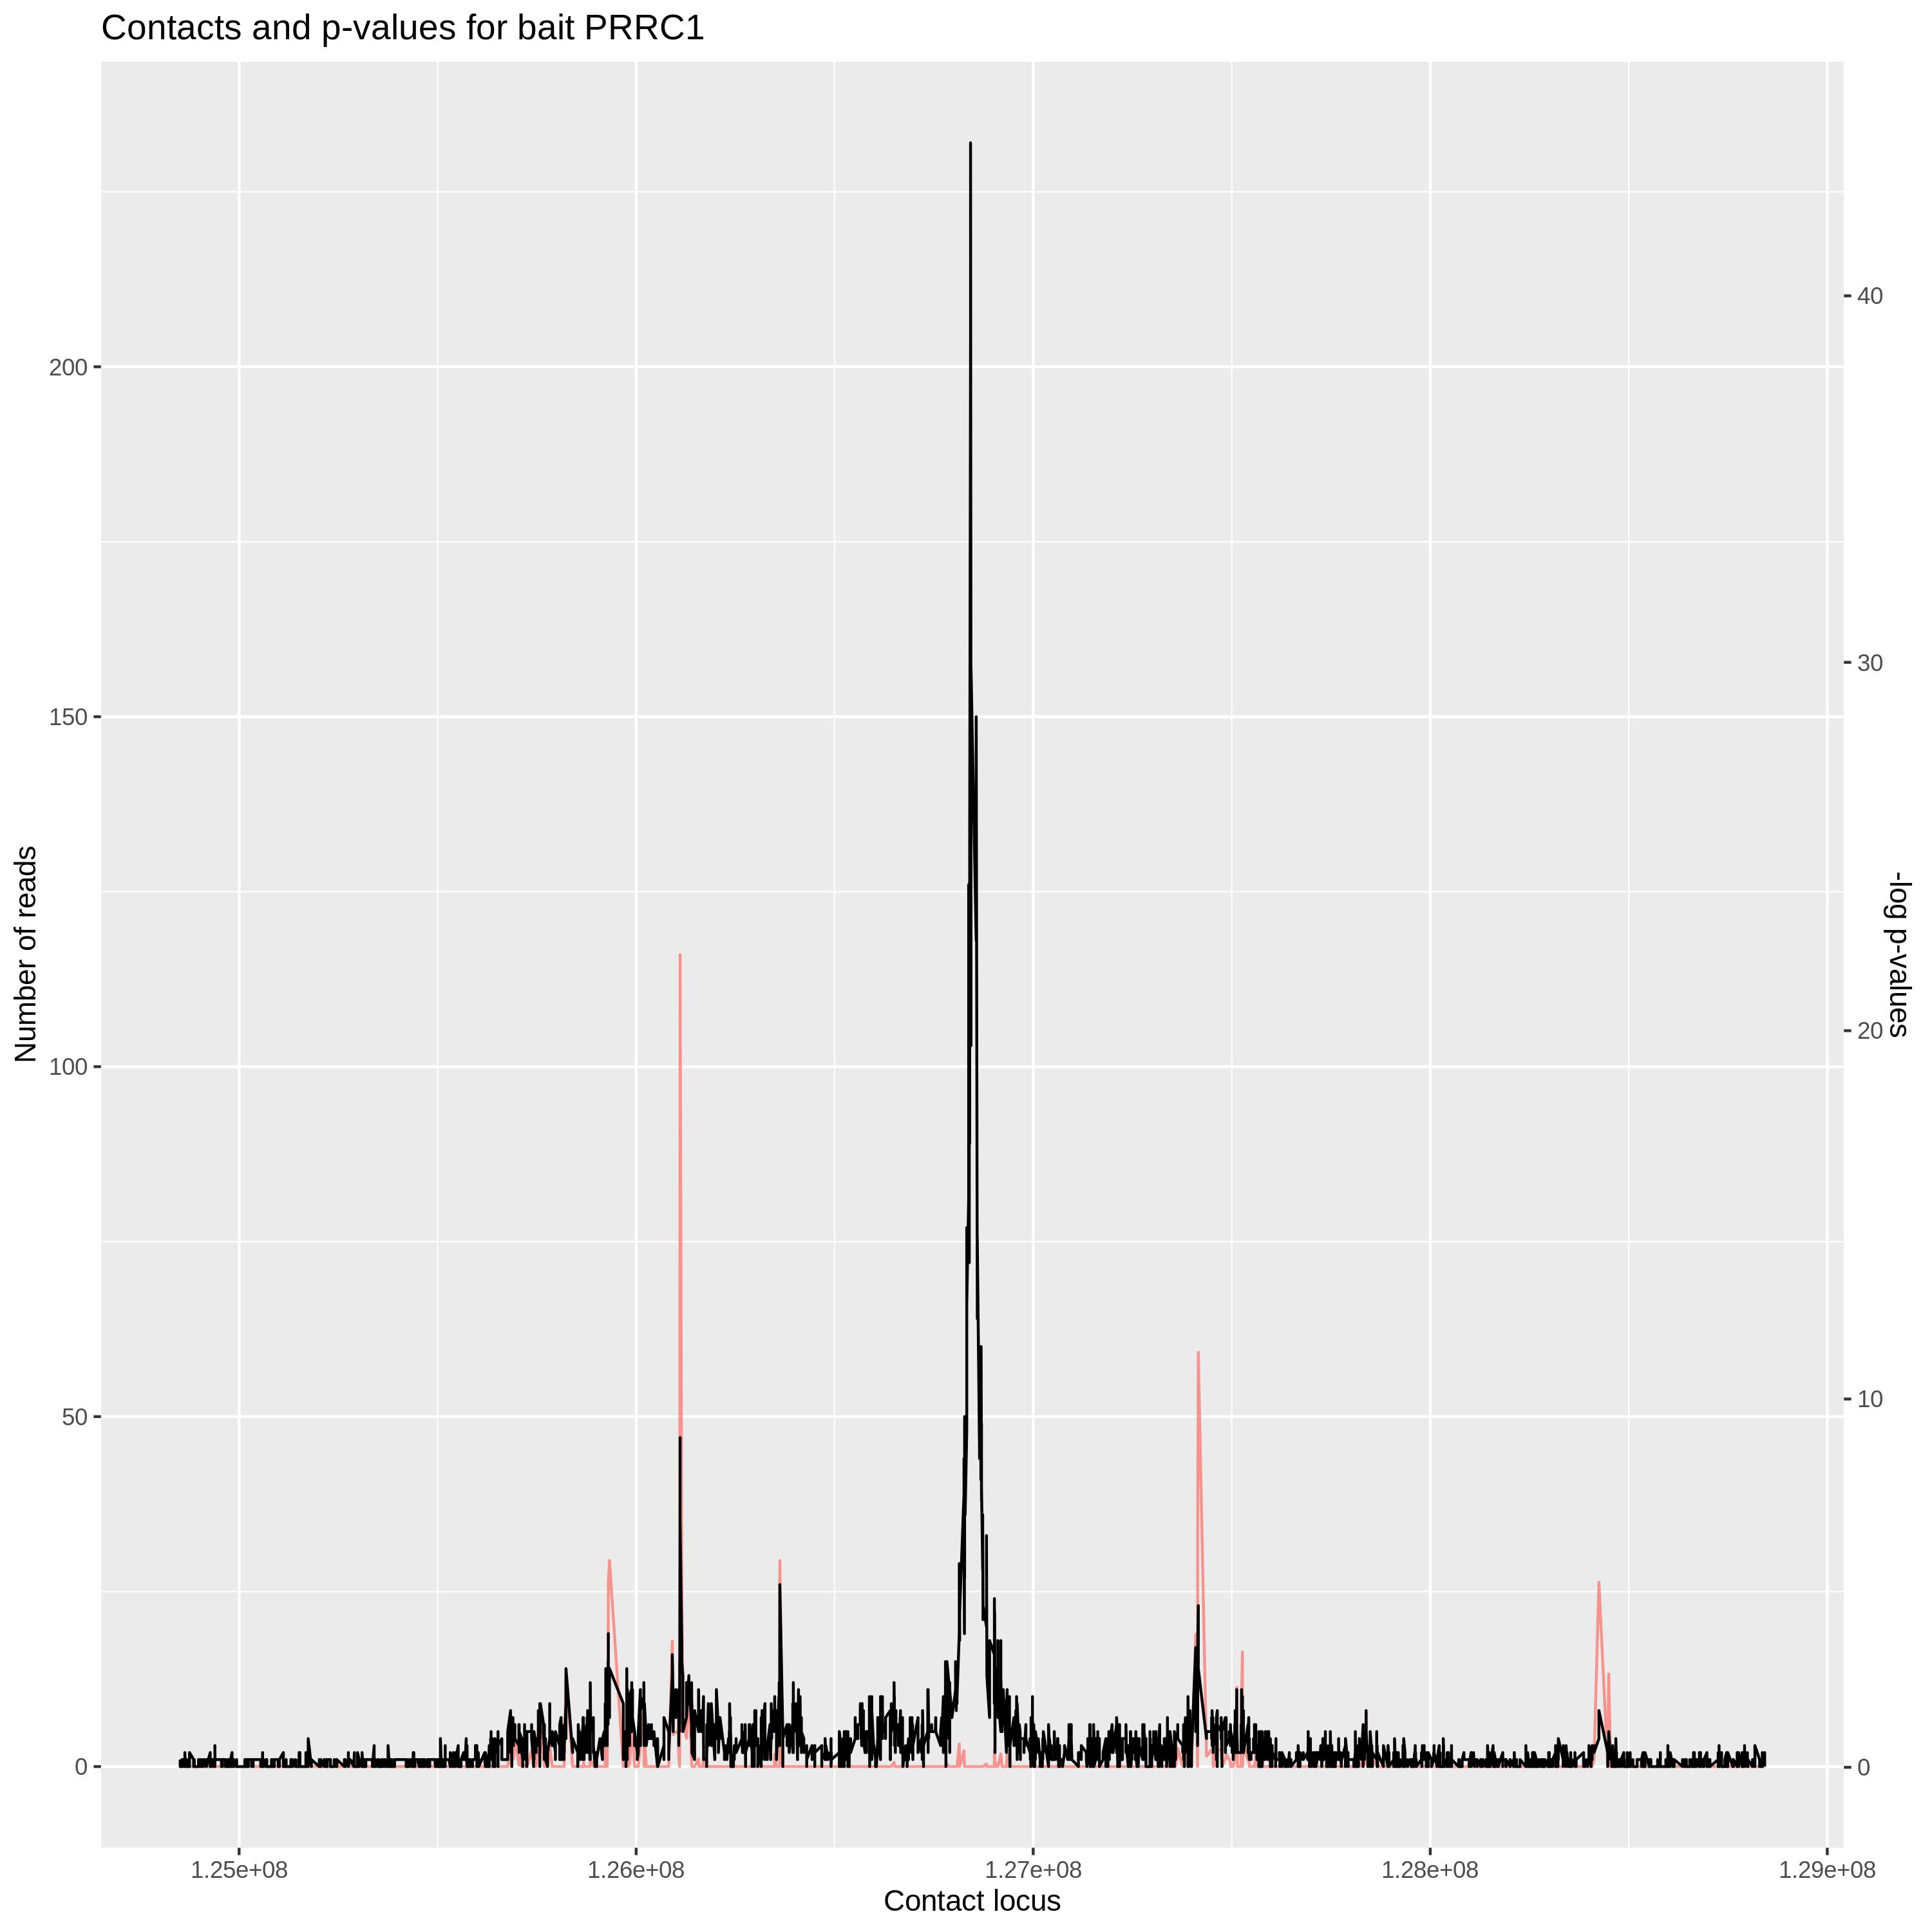 Contacts and p-values for bait PRRC1
Number of reads
200
150
100
50
0
40
30
20
10
0
-log p-values
1.25e+08 1.26e+08 1.27e+08 1.28e+08 1.29e+08
Contact locus